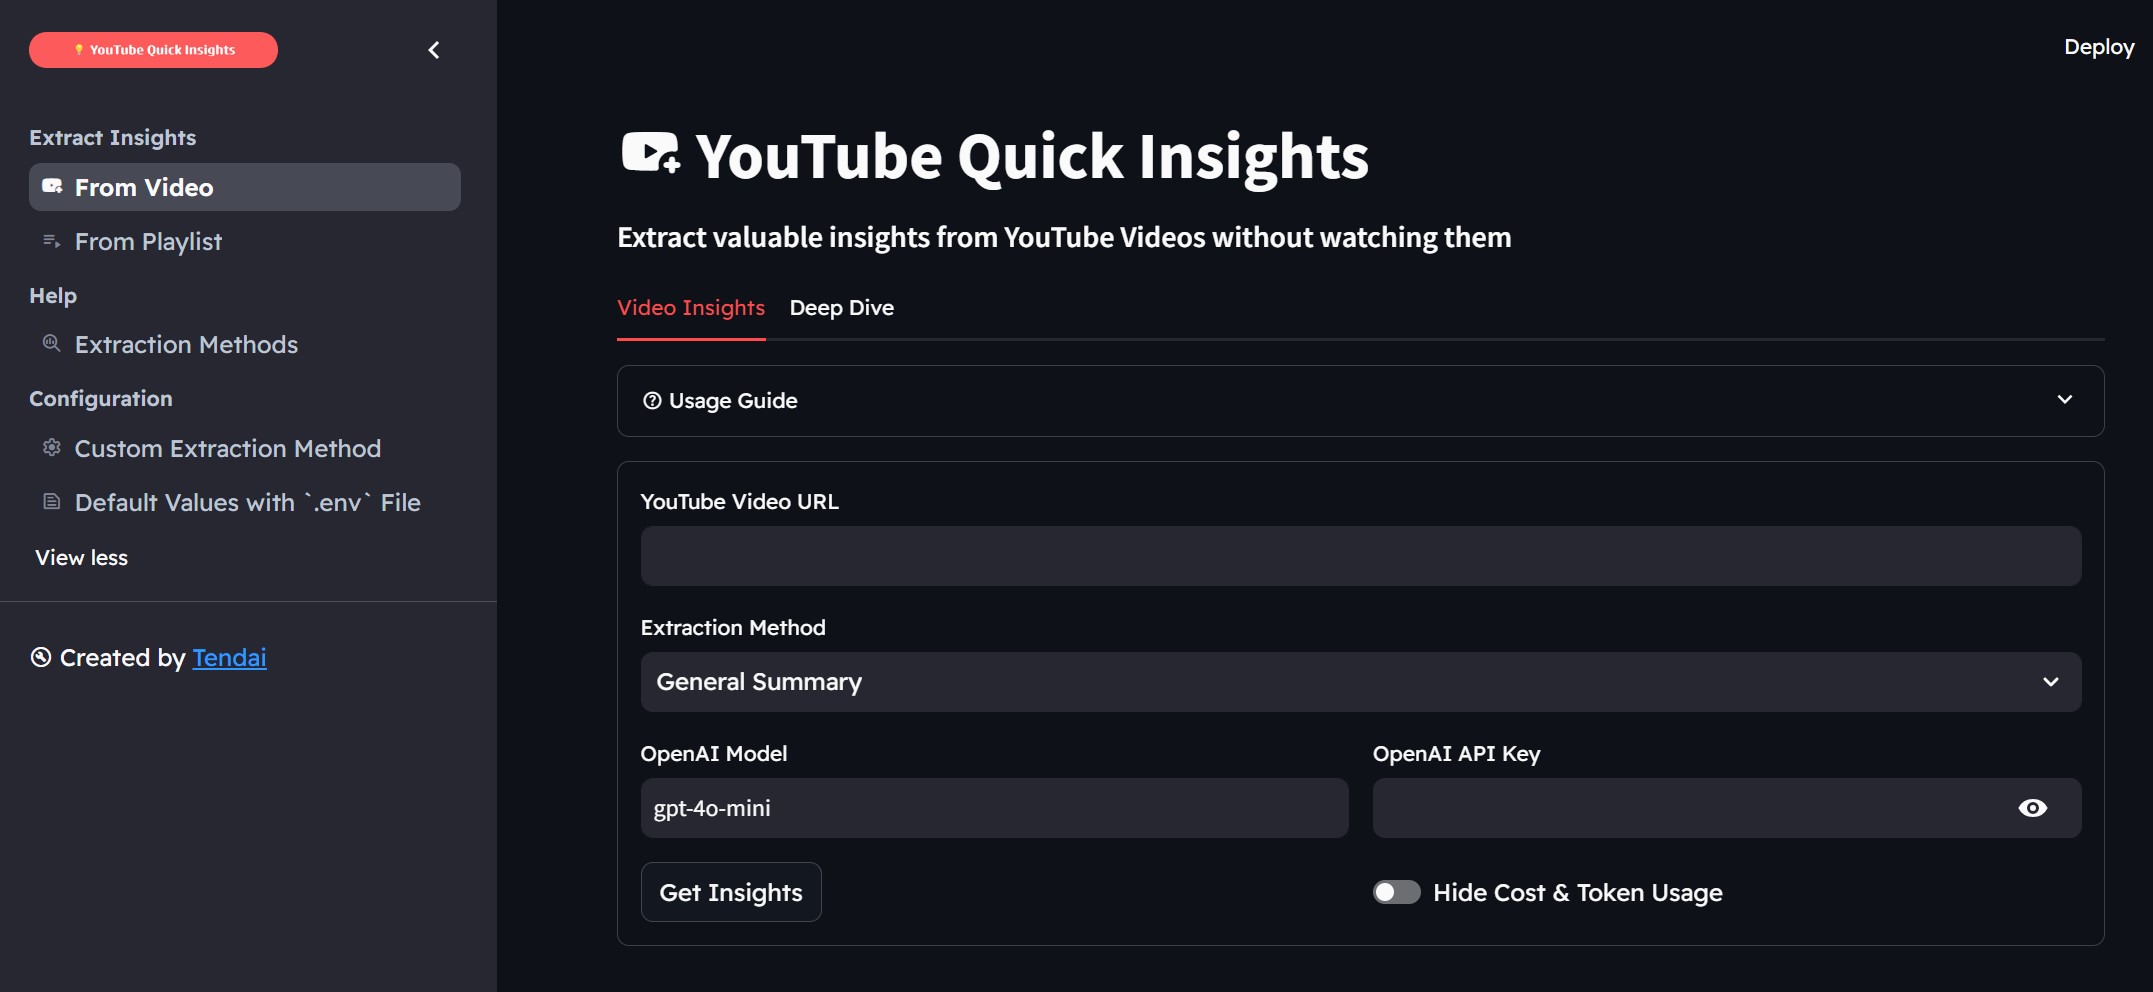 💡 YouTube Quick Insights
Extract Insights
From Video
From Playlist
Help
Extraction Methods
Configuration
Custom Extraction Method
Default Values with `.env` File
View less
Created by Tendai
Deploy
YouTube Quick Insights
Extract valuable insights from YouTube Videos without watching them
Video Insights Deep Dive
Usage Guide
YouTube Video URL
Extraction Method
General Summary
OpenAI Model OpenAI API Key
gpt-4o-mini
Get Insights Hide Cost & Token Usage